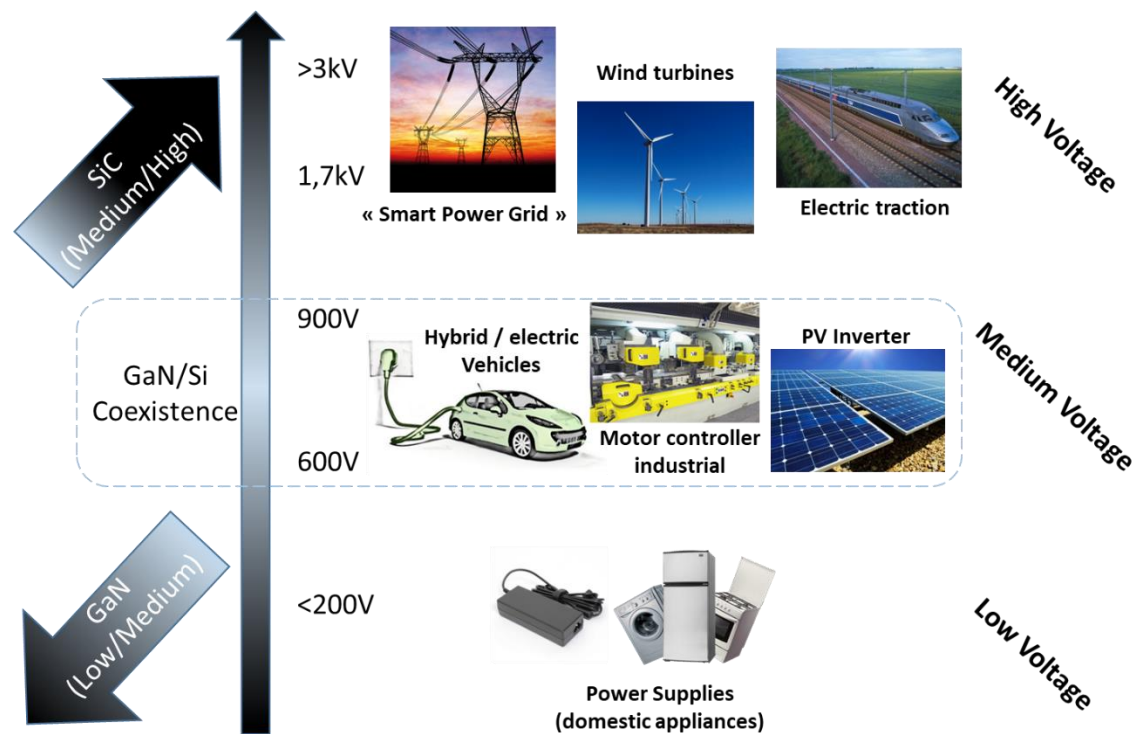 >3kV
Wind turbines
High Voltage
SiC
(Medium/High)
1,7kV
« Smart Power Grid »
Electric traction
900V
Hybrid / electric
Vehicles
PV Inverter
Medium Voltage
GaN/Si
Coexistence
Motor controller
industrial
600V
GaN
(Low/Medium)
<200V
Low Voltage
Power Supplies
(domestic appliances)